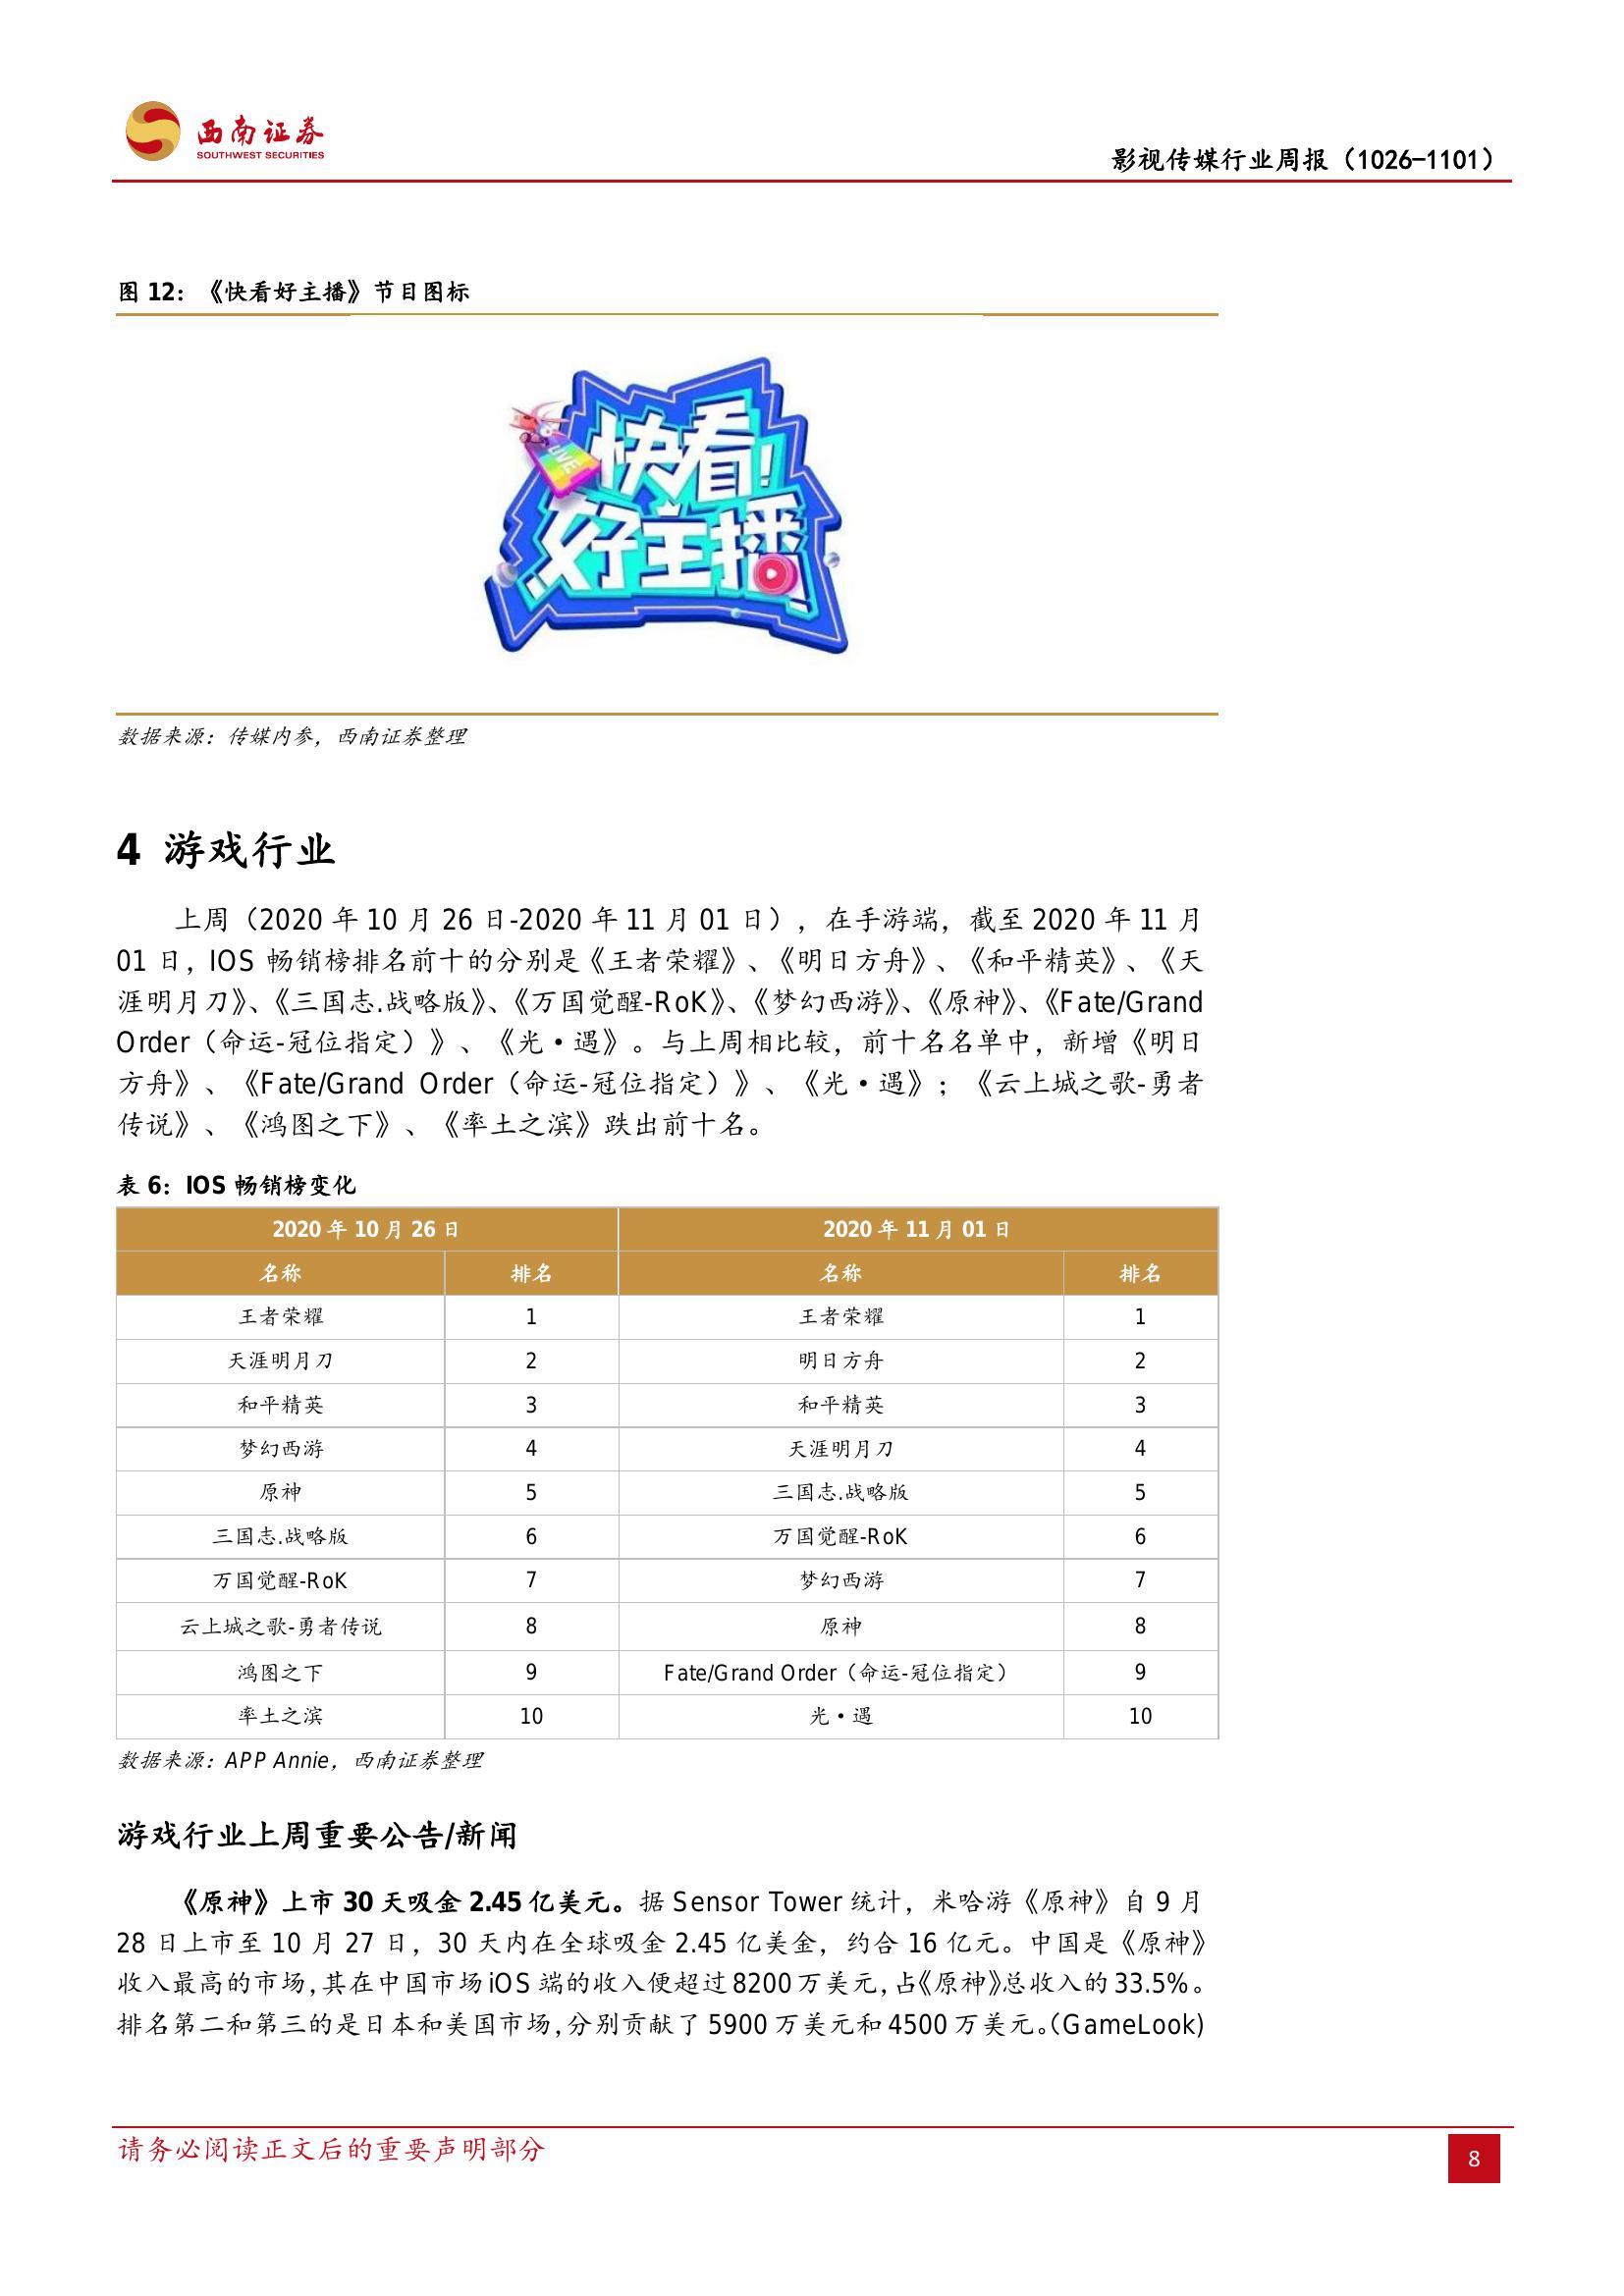 西南证券
SOUTHWEST SECURITIES
影视传媒行业周报（1026-1101）
图 12：《快看好主播》节目图标
LIVE
快看!
好主播
数据来源：传媒内参，西南证券整理
4 游戏行业
上周（2020 年 10 月 26 日-2020 年 11 月 01 日），在手游端，截至 2020 年 11 月
01 日，IOS 畅销榜排名前十的分别是《王者荣耀》、《明日方舟》、《和平精英》、《天
涯明月刀》、《三国志.战略版》、《万国觉醒-RoK》、《梦幻西游》、《原神》、《Fate/Grand
Order（命运-冠位指定）》、《光·遇》。与上周相比较，前十名名单中，新增《明日
方舟》、《Fate/Grand Order（命运-冠位指定）》、《光·遇》；《云上城之歌-勇者
传说》、《鸿图之下》、《率土之滨》跌出前十名。
表 6：IOS 畅销榜变化
2020 年 10 月 26 日 2020 年 11 月 01 日
名称 排名 名称 排名
王者荣耀 1 王者荣耀 1
天涯明月刀 2 明日方舟 2
和平精英 3 和平精英 3
梦幻西游 4 天涯明月刀 4
原神 5 三国志.战略版 5
三国志.战略版 6 万国觉醒-RoK 6
万国觉醒-RoK 7 梦幻西游 7
云上城之歌-勇者传说 8 原神 8
鸿图之下 9 Fate/Grand Order（命运-冠位指定） 9
率土之滨 10 光·遇 10
数据来源：APP Annie，西南证券整理
游戏行业上周重要公告/新闻
《原神》上市 30 天吸金 2.45 亿美元。据 Sensor Tower 统计，米哈游《原神》自 9 月
28 日上市至 10 月 27 日，30 天内在全球吸金 2.45 亿美金，约合 16 亿元。中国是《原神》
收入最高的市场，其在中国市场 iOS 端的收入便超过 8200 万美元，占《原神》总收入的 33.5%。
排名第二和第三的是日本和美国市场，分别贡献了 5900 万美元和 4500 万美元。（GameLook)
请务必阅读正文后的重要声明部分
8